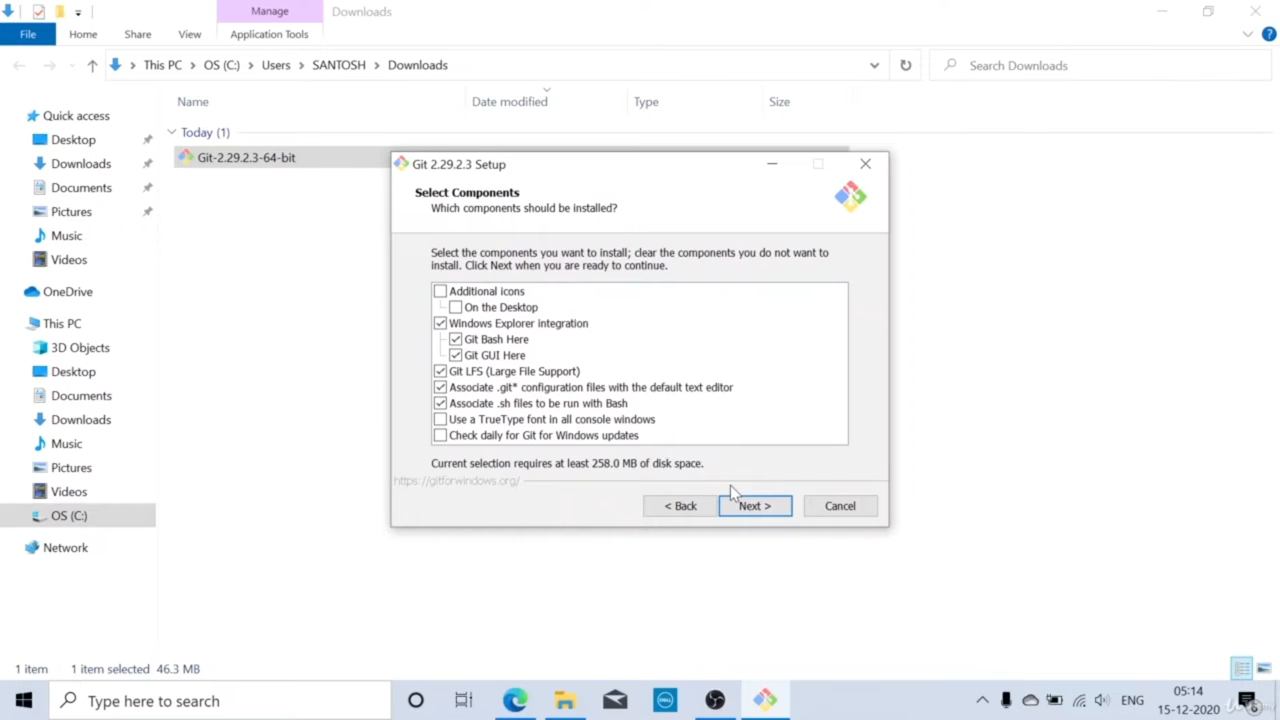 Manage
Downloads
File
Home
Share
View
Application Tools
This PC > OS (C:) > Users > SANTOSH > Downloads
Search Downloads
Name
Date modified
Type
Size
Quick access
Today (1)
Desktop
Git-2.29.2.3-64-bit
Downloads
Documents
Pictures
Music
Videos
OneDrive
This PC
3D Objects
Desktop
Documents
Downloads
Music
Pictures
Videos
OS (C:)
Network
Git 2.29.2.3 Setup
Select Components
Which components should be installed?
Select the components you want to install; clear the components you do not want to
install. Click Next when you are ready to continue.
Additional icons
On the Desktop
Windows Explorer integration
Git Bash Here
Git GUI Here
Git LFS (Large File Support)
Associate .git* configuration files with the default text editor
Associate .sh files to be run with Bash
Use a TrueType font in all console windows
Check daily for Git for Windows updates
Current selection requires at least 258.0 MB of disk space.
https://gitforwindows.org/
< Back
Next >
Cancel
1 item
1 item selected 46.3 MB
Type here to search
DELL
ENG
05:14
15-12-2020